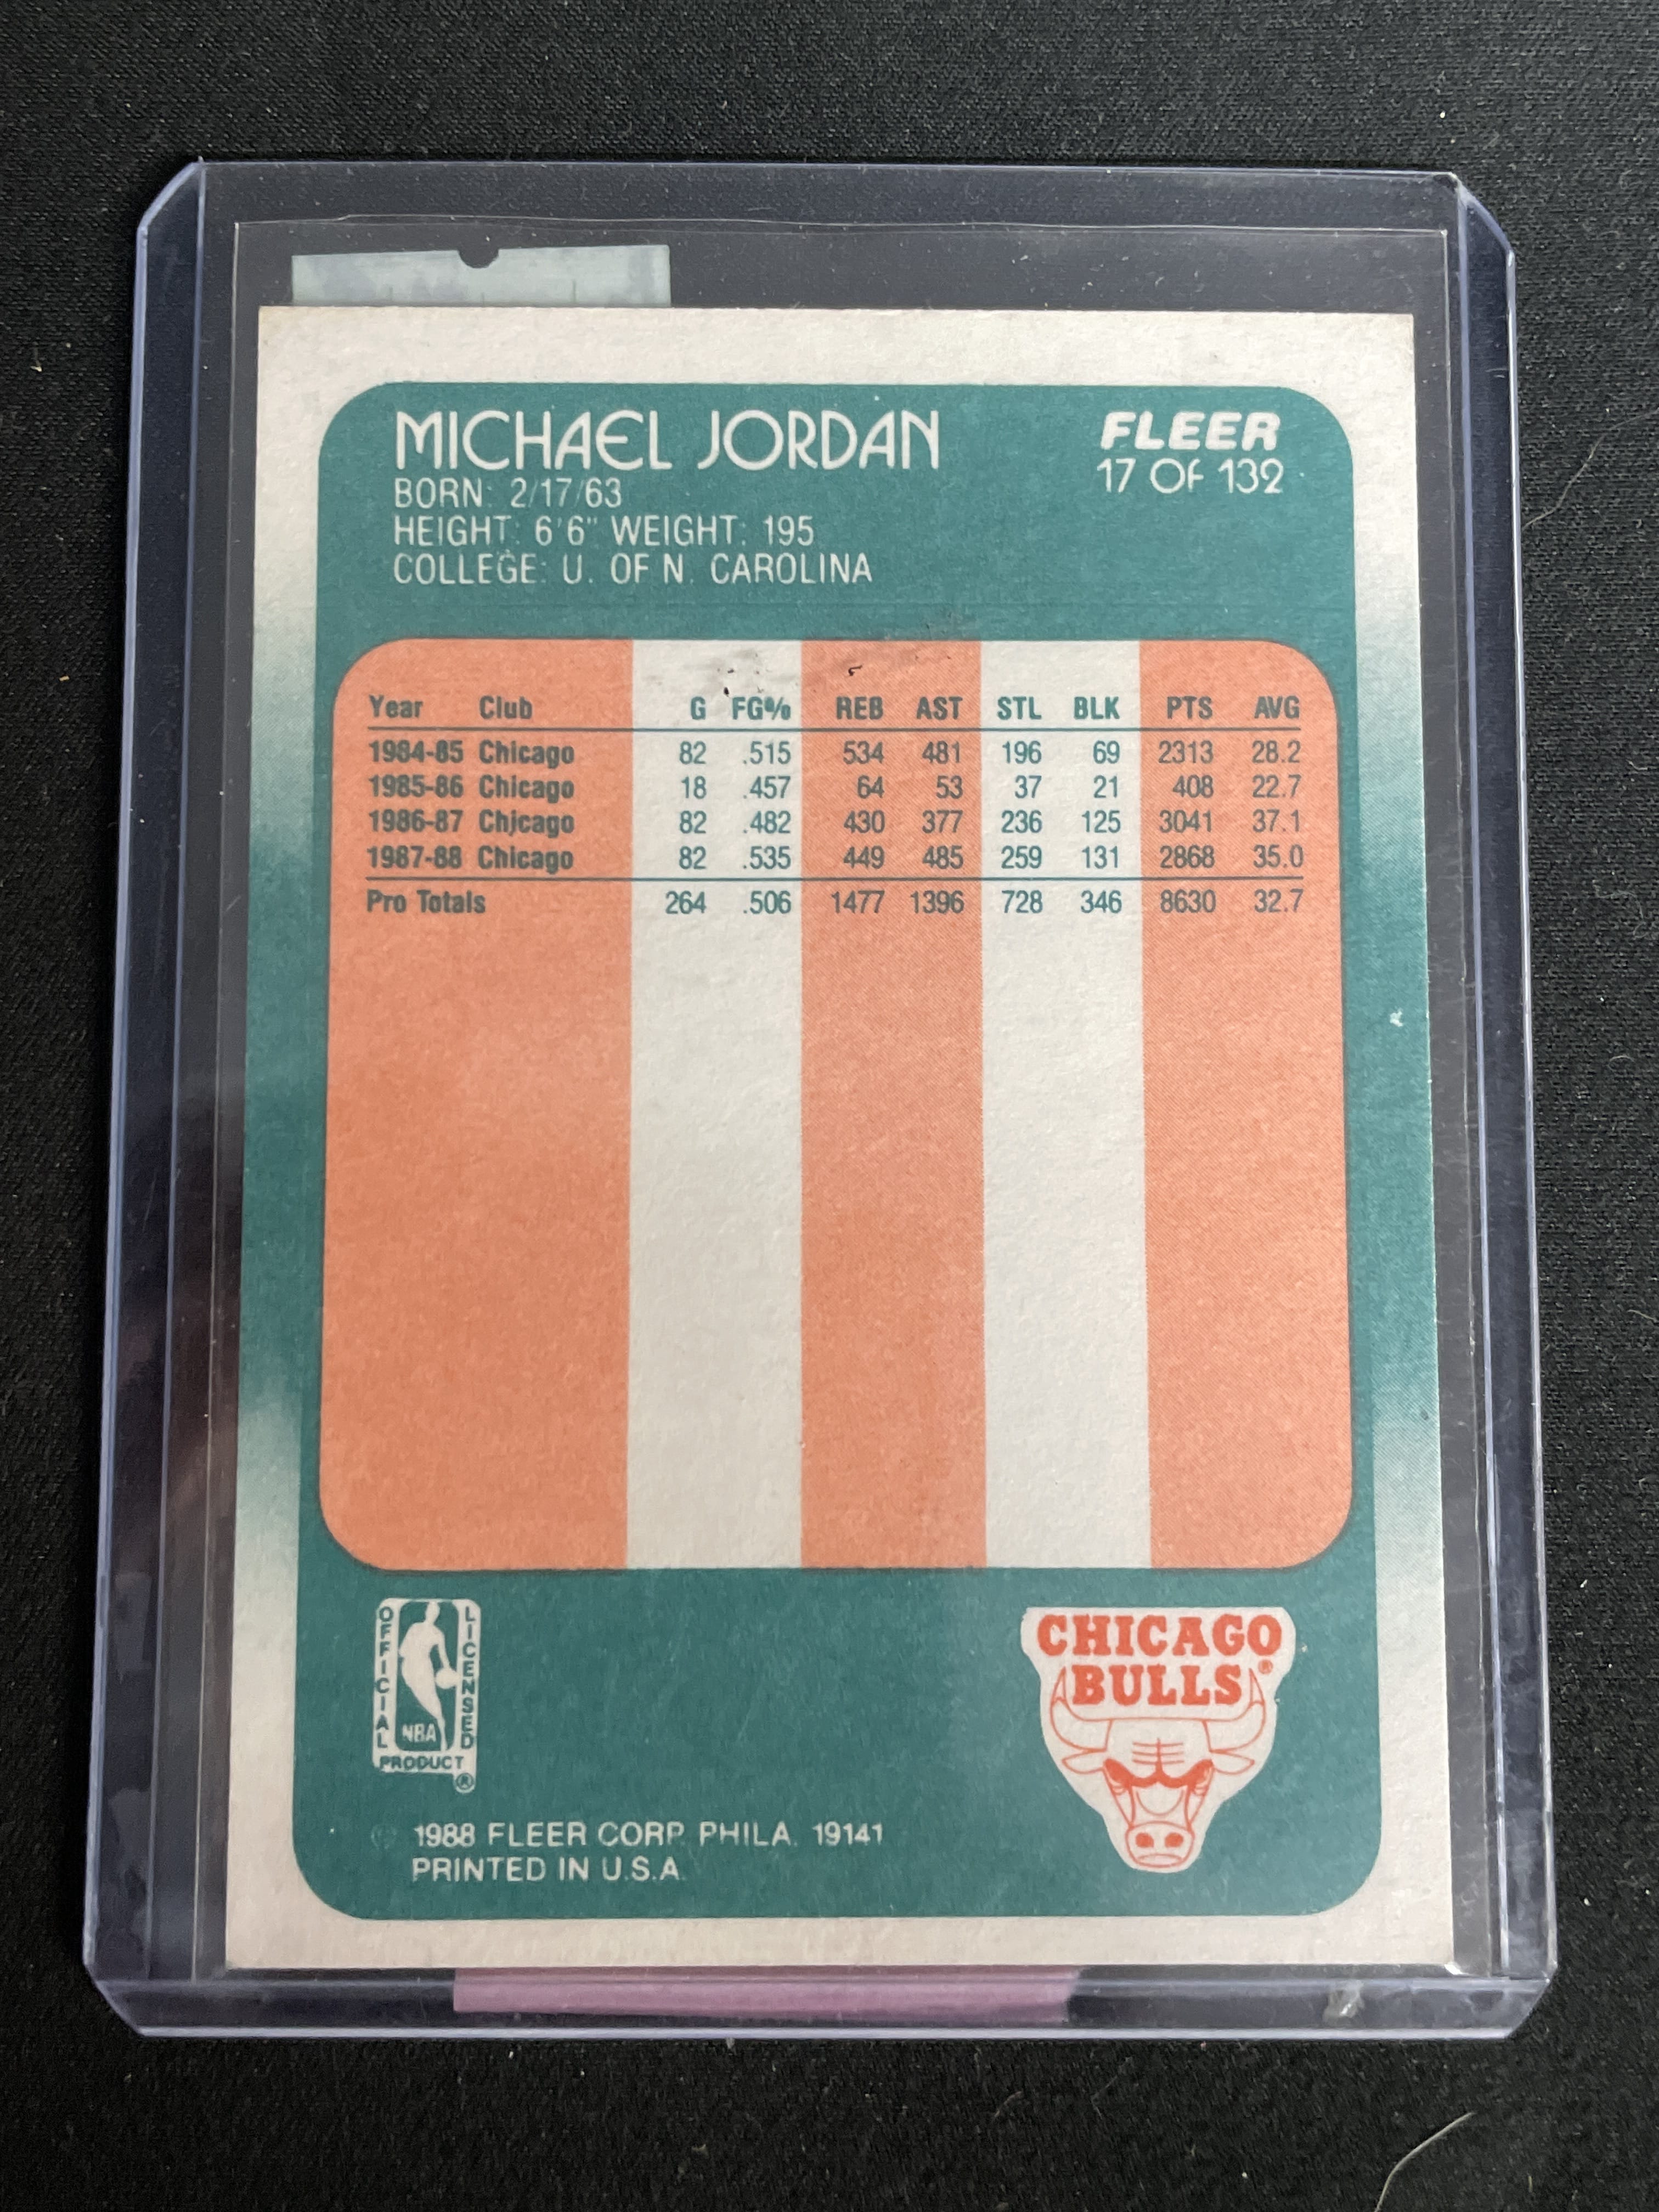 MICHAEL JORDAN
FLEER
17 OF 132
BORN: 2/17/63
HEIGHT: 6'6" WEIGHT: 195
COLLEGE: U. OF N. CAROLINA
Year Club G FG% REB AST STL BLK PTS AVG
1984-85 Chicago 82 .515 534 481 196 69 2313 28.2
1985-86 Chicago 18 .457 64 53 37 21 408 22.7
1986-87 Chicago 82 .482 430 377 236 125 3041 37.1
1987-88 Chicago 82 .535 449 485 259 131 2868 35.0
Pro Totals 264 .506 1477 1396 728 346 8630 32.7
OFFICIAL
LICENSED
NBA
PRODUCT
®
CHICAGO
BULLS®
© 1988 FLEER CORP. PHILA. 19141
PRINTED IN U.S.A.